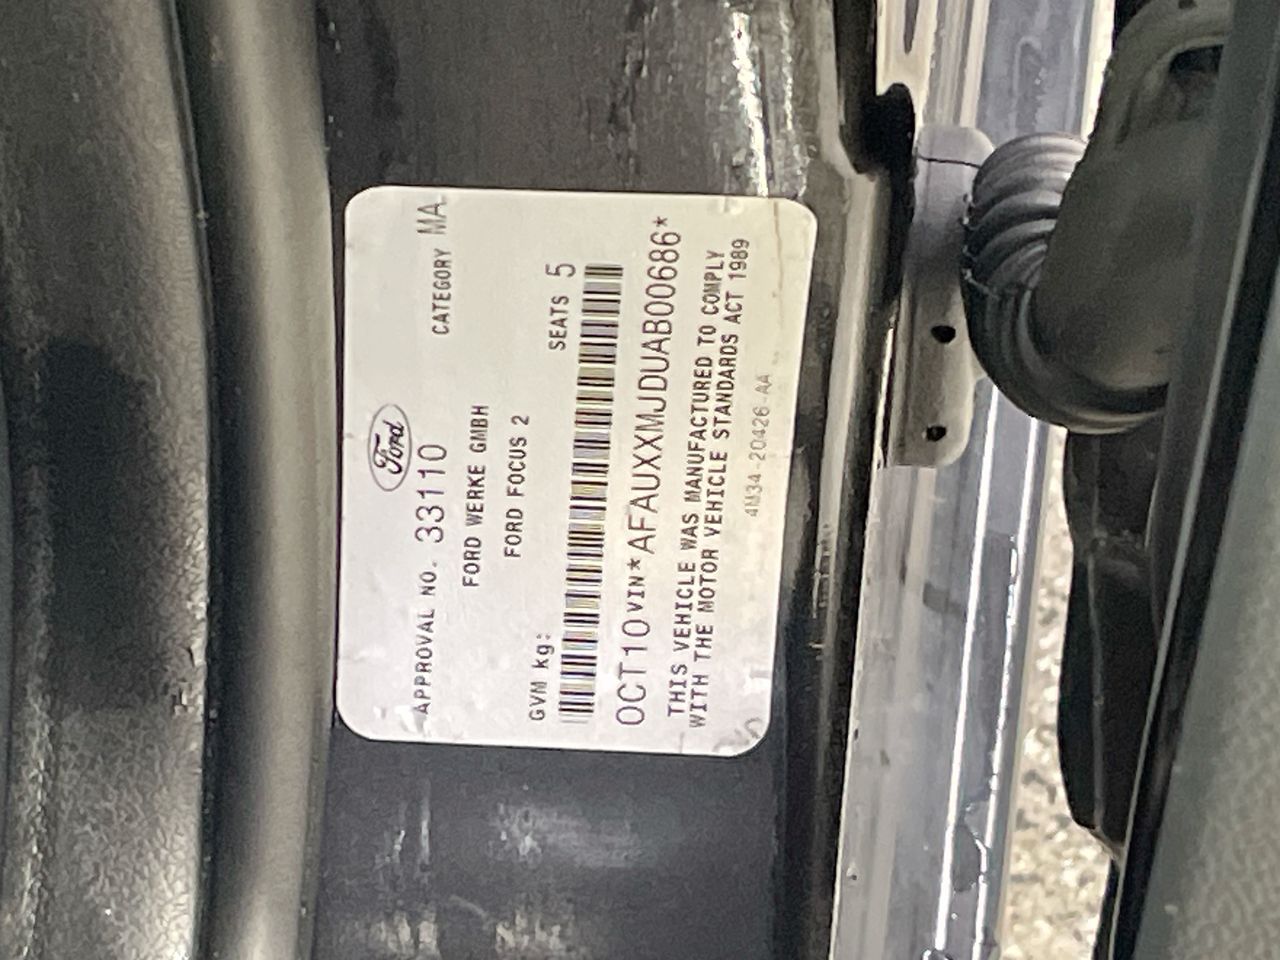 Ford
APPROVAL NO. 33110 CATEGORY MA
FORD WERKE GMBH
FORD FOCUS 2
GVM kg: SEATS 5
OCT10 VIN*AFAUXXMJDUAB00686*
THIS VEHICLE WAS MANUFACTURED TO COMPLY
WITH THE MOTOR VEHICLE STANDARDS ACT 1989
4M34-20426-AA